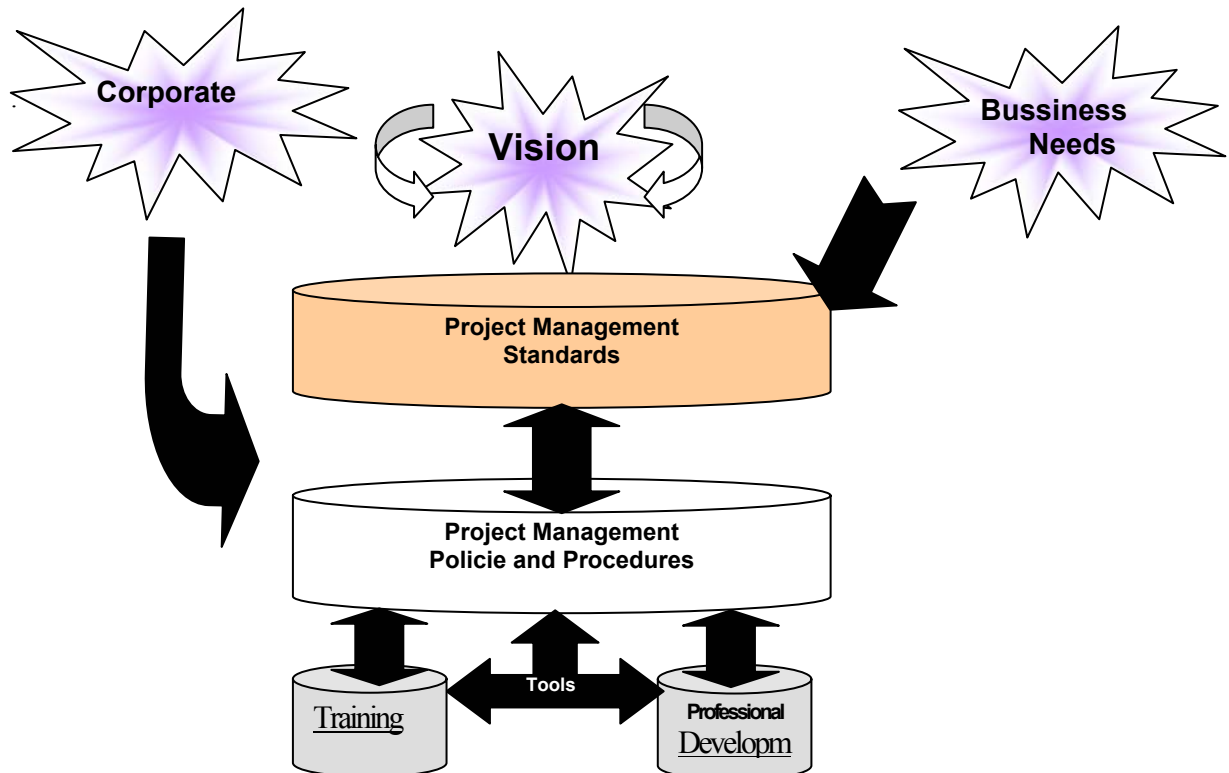 Corporate
Vision
Bussiness
Needs
Project Management
Standards
Project Management
Policie and Procedures
Tools
Training
Professional
Developm